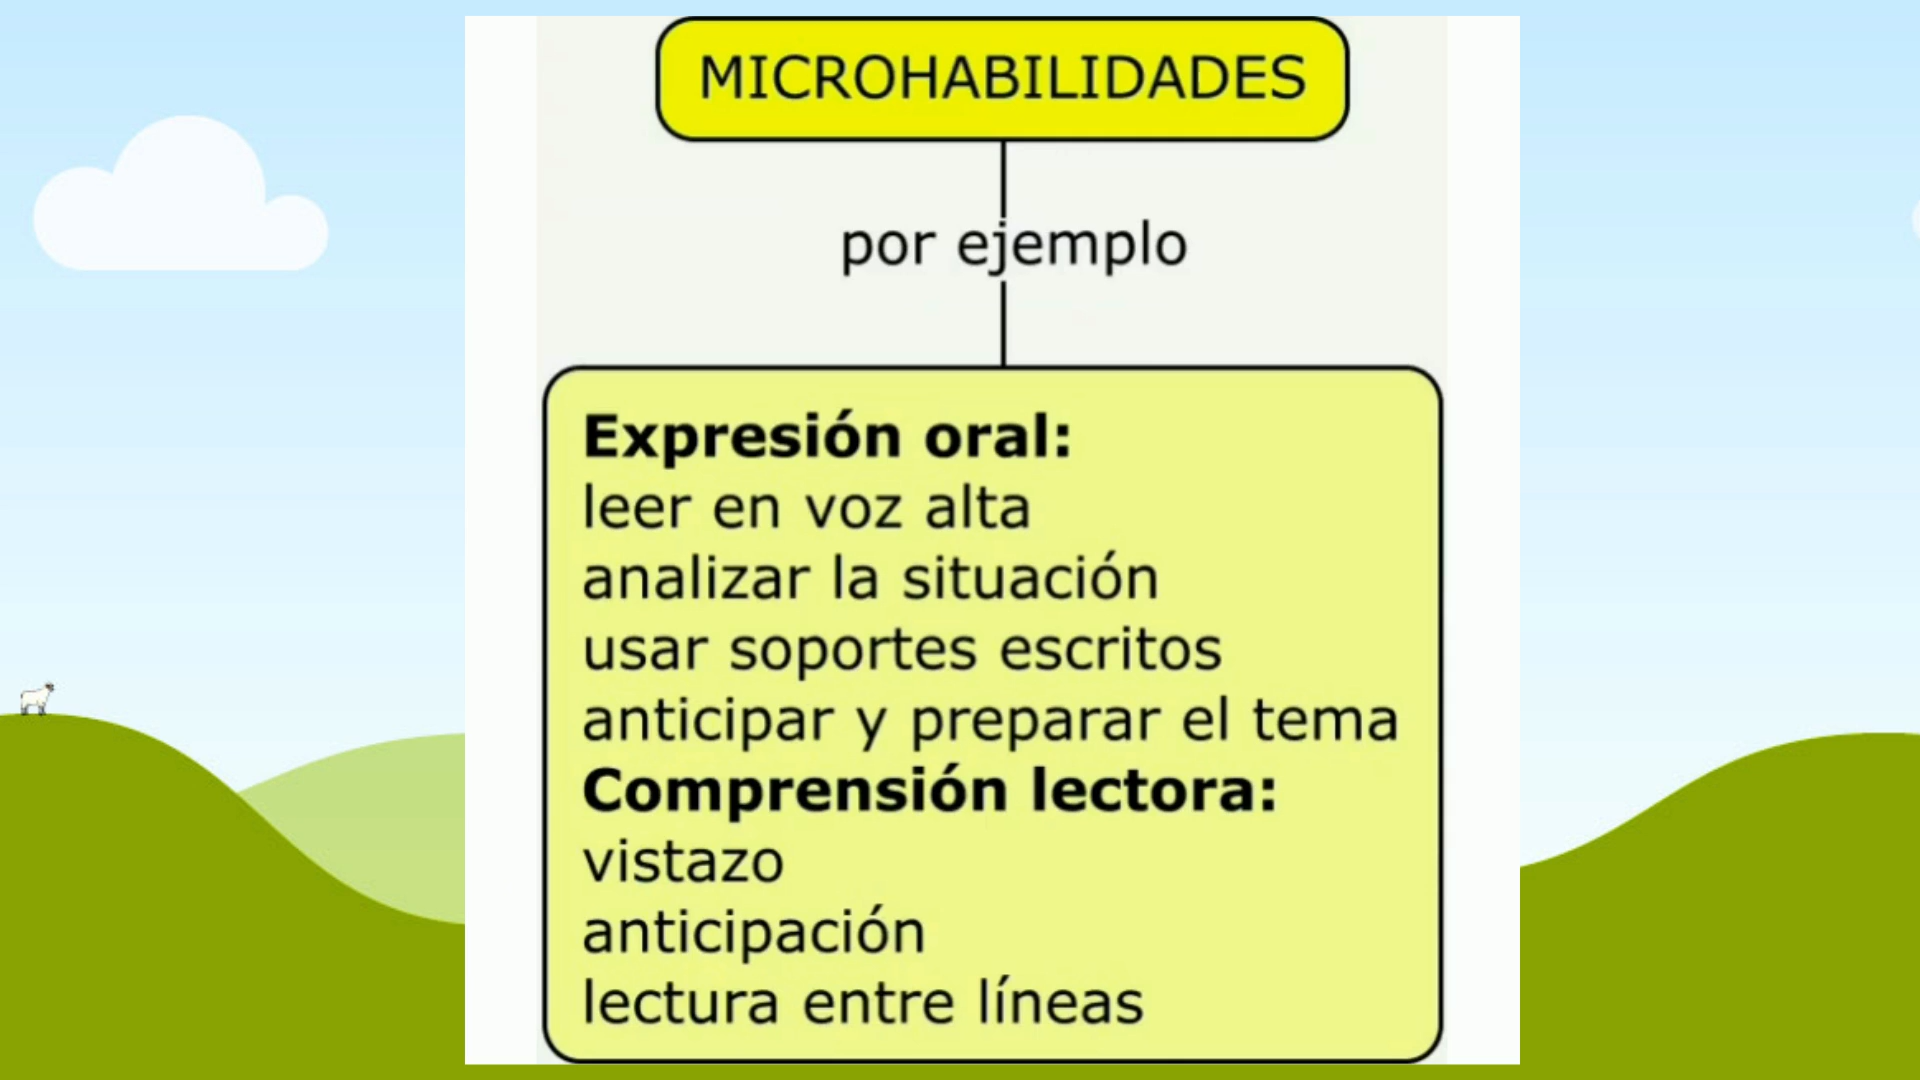 MICROHABILIDADES
por ejemplo
Expresión oral:
leer en voz alta
analizar la situación
usar soportes escritos
anticipar y preparar el tema
Comprensión lectora:
vistazo
anticipación
lectura entre líneas